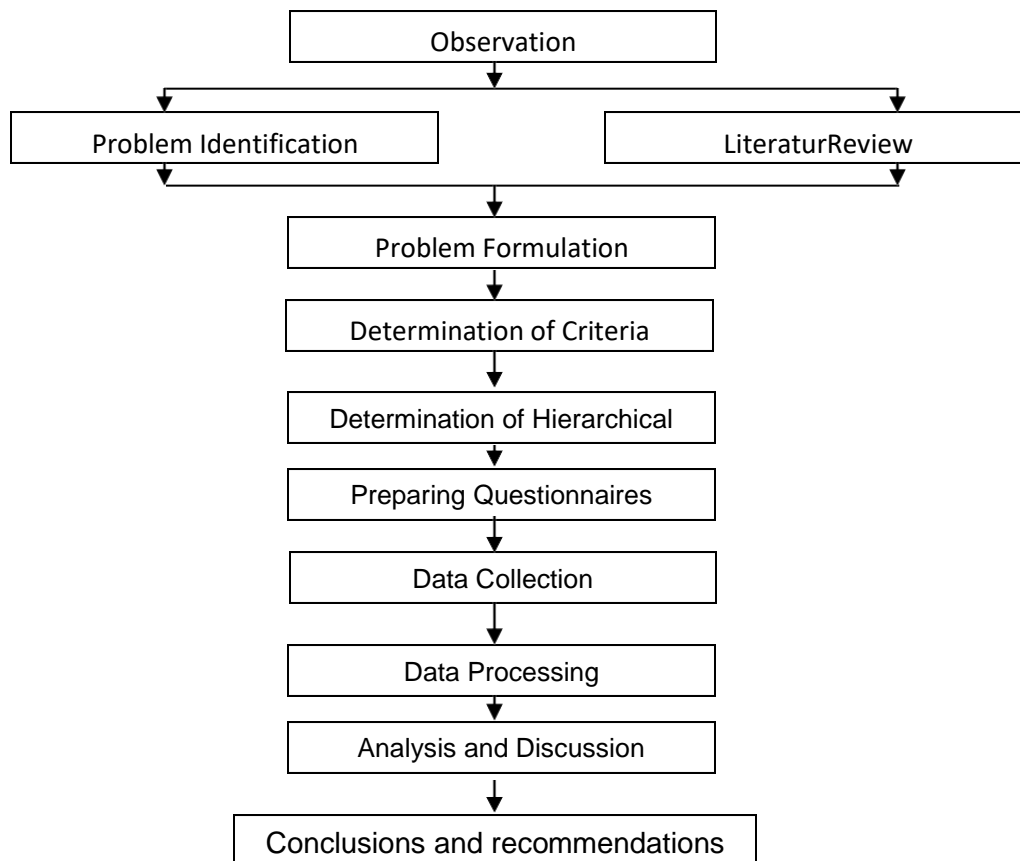 Observation
Problem Identification
LiteraturReview
Problem Formulation
Determination of Criteria
Determination of Hierarchical
Preparing Questionnaires
Data Collection
Data Processing
Analysis and Discussion
Conclusions and recommendations